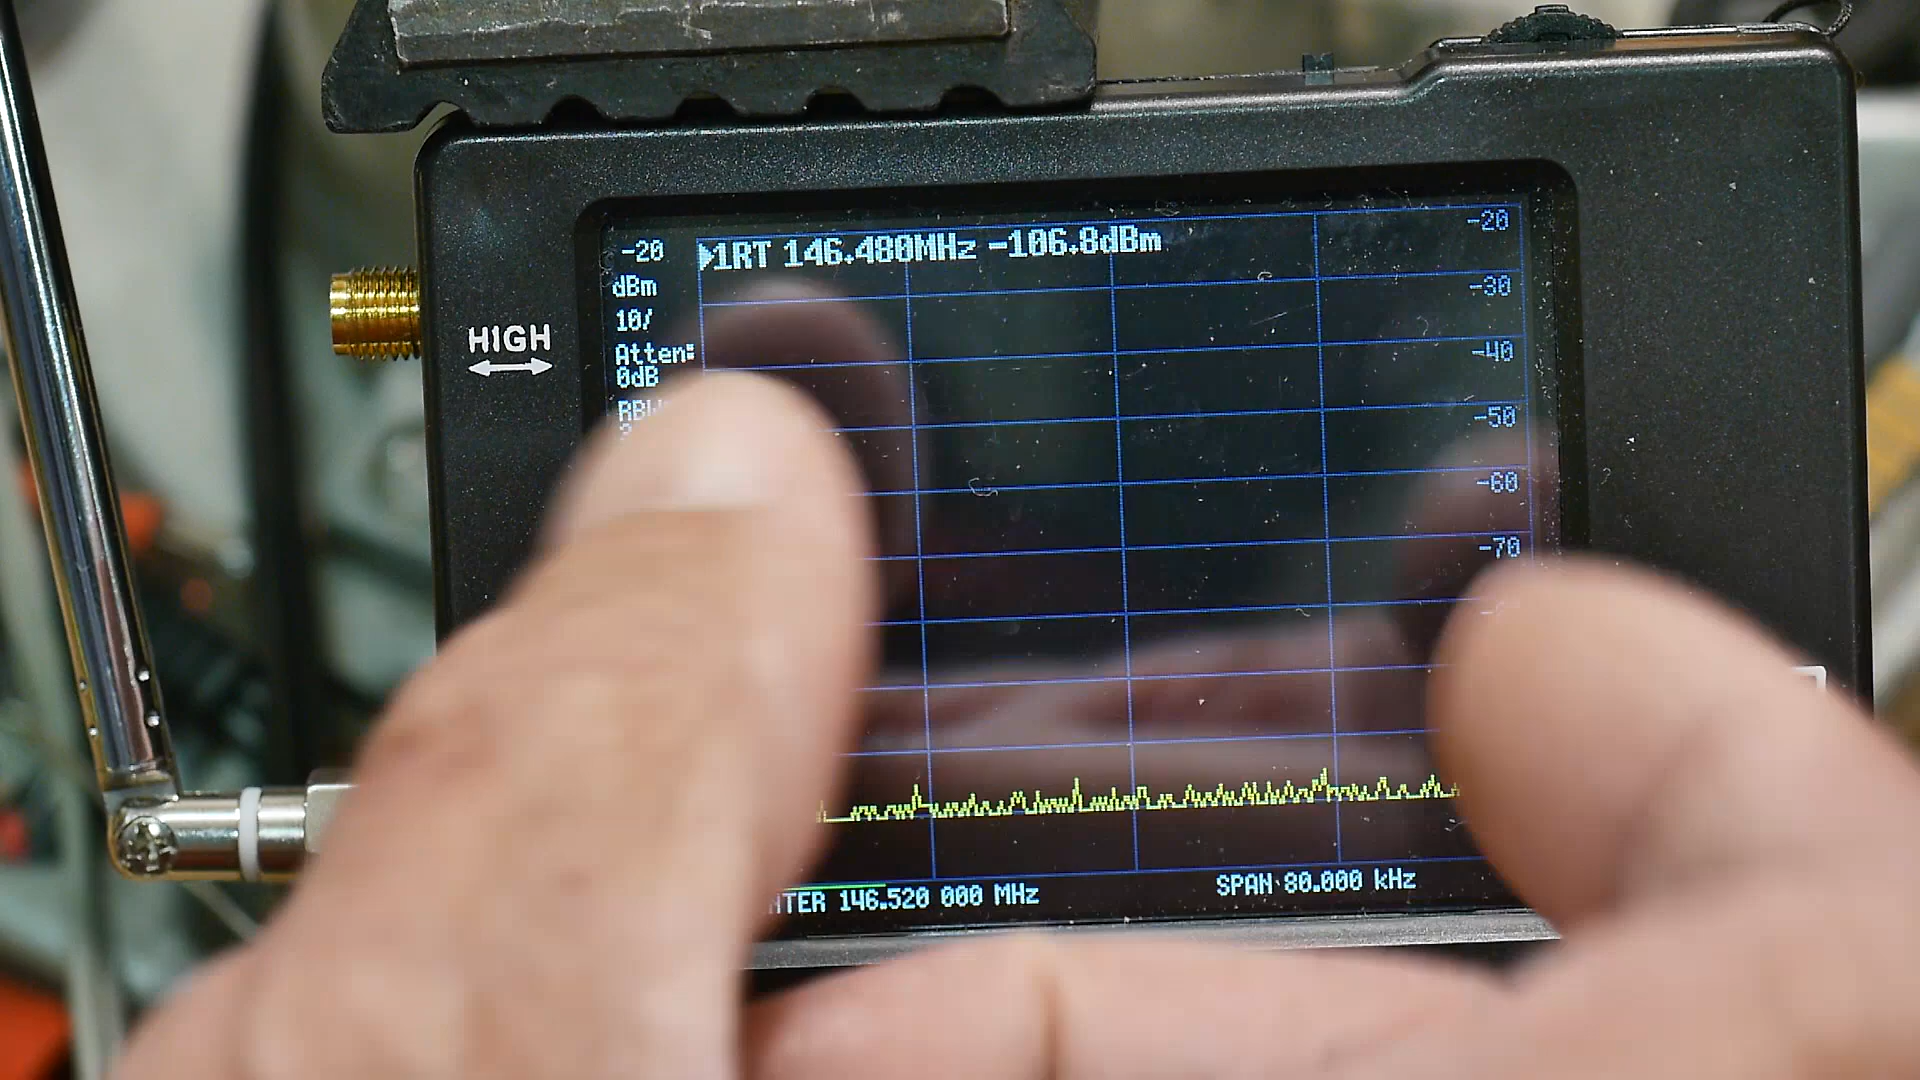 -20
▶1RT 146.480MHz -106.8dBm
-20
dBm
-30
10/
HIGH
Atten:
-40
0dB
RBW
-50
-60
-70
NTER 146.520 000 MHz
SPAN 80.000 kHz